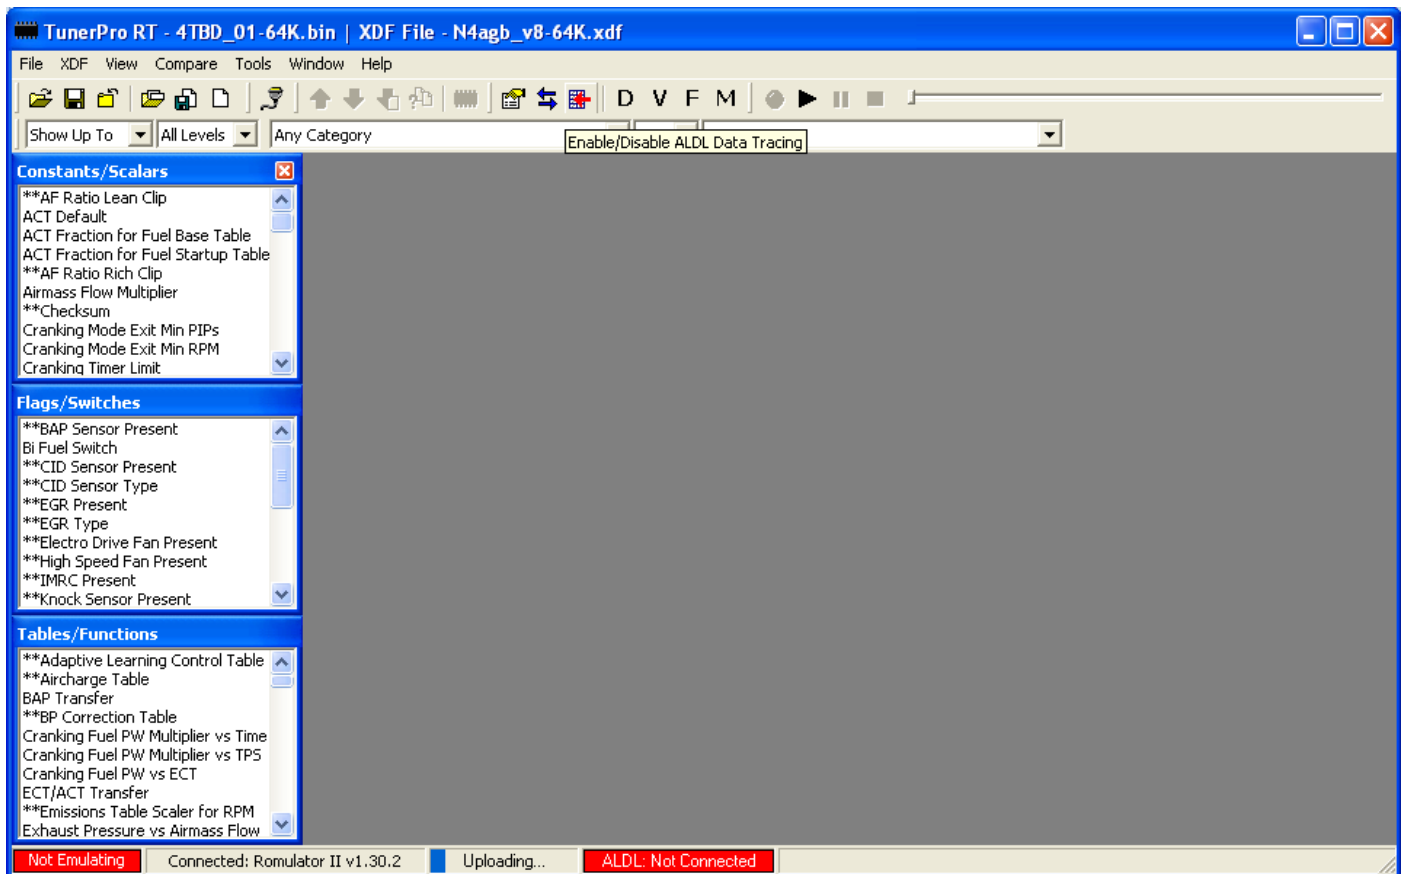 TunerPro RT - 4TBD_01-64K.bin | XDF File - N4agb_v8-64K.xdf
File XDF View Compare Tools Window Help
D V F M
Show Up To All Levels Any Category
Enable/Disable ALDL Data Tracing
Constants/Scalars
**AF Ratio Lean Clip
ACT Default
ACT Fraction for Fuel Base Table
ACT Fraction for Fuel Startup Table
**AF Ratio Rich Clip
Airmass Flow Multiplier
**Checksum
Cranking Mode Exit Min PIPs
Cranking Mode Exit Min RPM
Cranking Timer Limit
Flags/Switches
**BAP Sensor Present
Bi Fuel Switch
**CID Sensor Present
**CID Sensor Type
**EGR Present
**EGR Type
**Electro Drive Fan Present
**High Speed Fan Present
**IMRC Present
**Knock Sensor Present
Tables/Functions
**Adaptive Learning Control Table
**Aircharge Table
BAP Transfer
**BP Correction Table
Cranking Fuel PW Multiplier vs Time
Cranking Fuel PW Multiplier vs TPS
Cranking Fuel PW vs ECT
ECT/ACT Transfer
**Emissions Table Scaler for RPM
Exhaust Pressure vs Airmass Flow
Not Emulating Connected: Romulator II v1.30.2 Uploading... ALDL: Not Connected